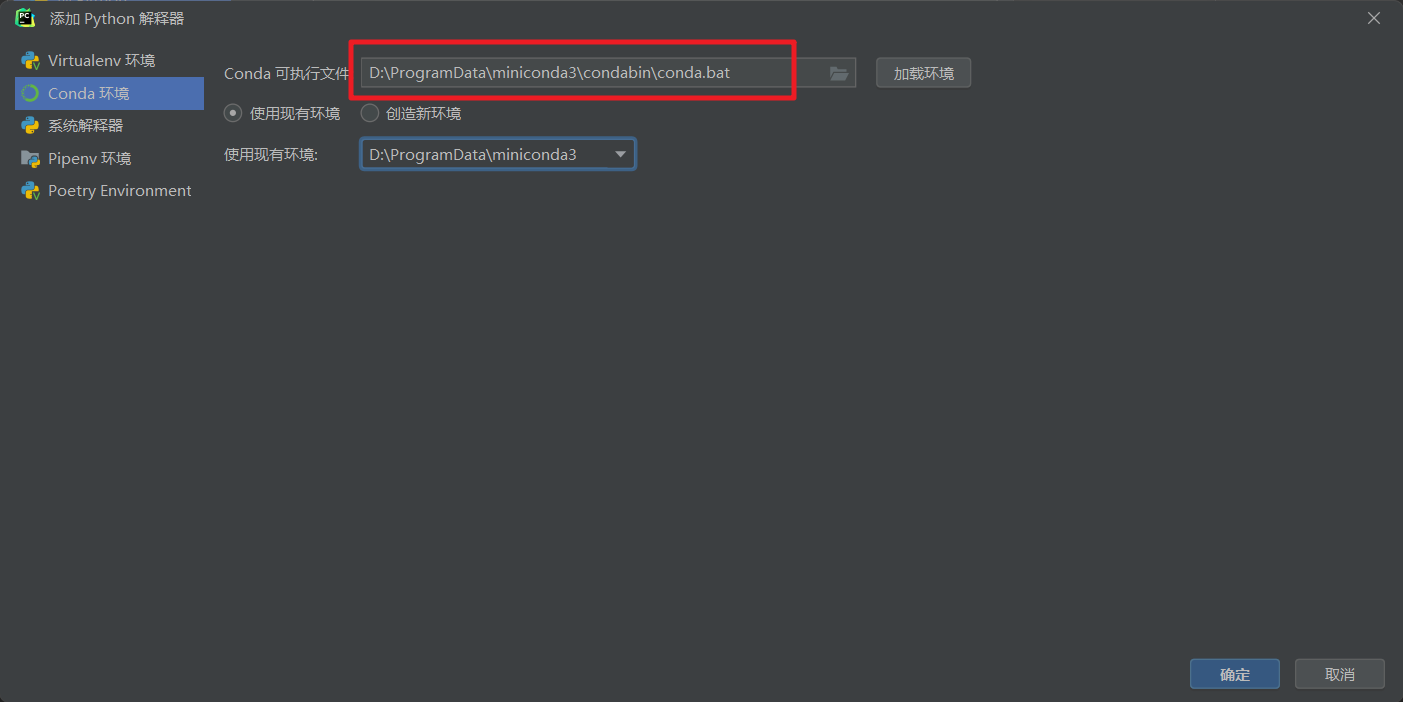 添加 Python 解释器
Virtualenv 环境
Conda 环境
系统解释器
Pipenv 环境
Poetry Environment
Conda 可执行文件 D:\ProgramData\miniconda3\condabin\conda.bat 加载环境
使用现有环境 创造新环境
使用现有环境: D:\ProgramData\miniconda3
确定 取消